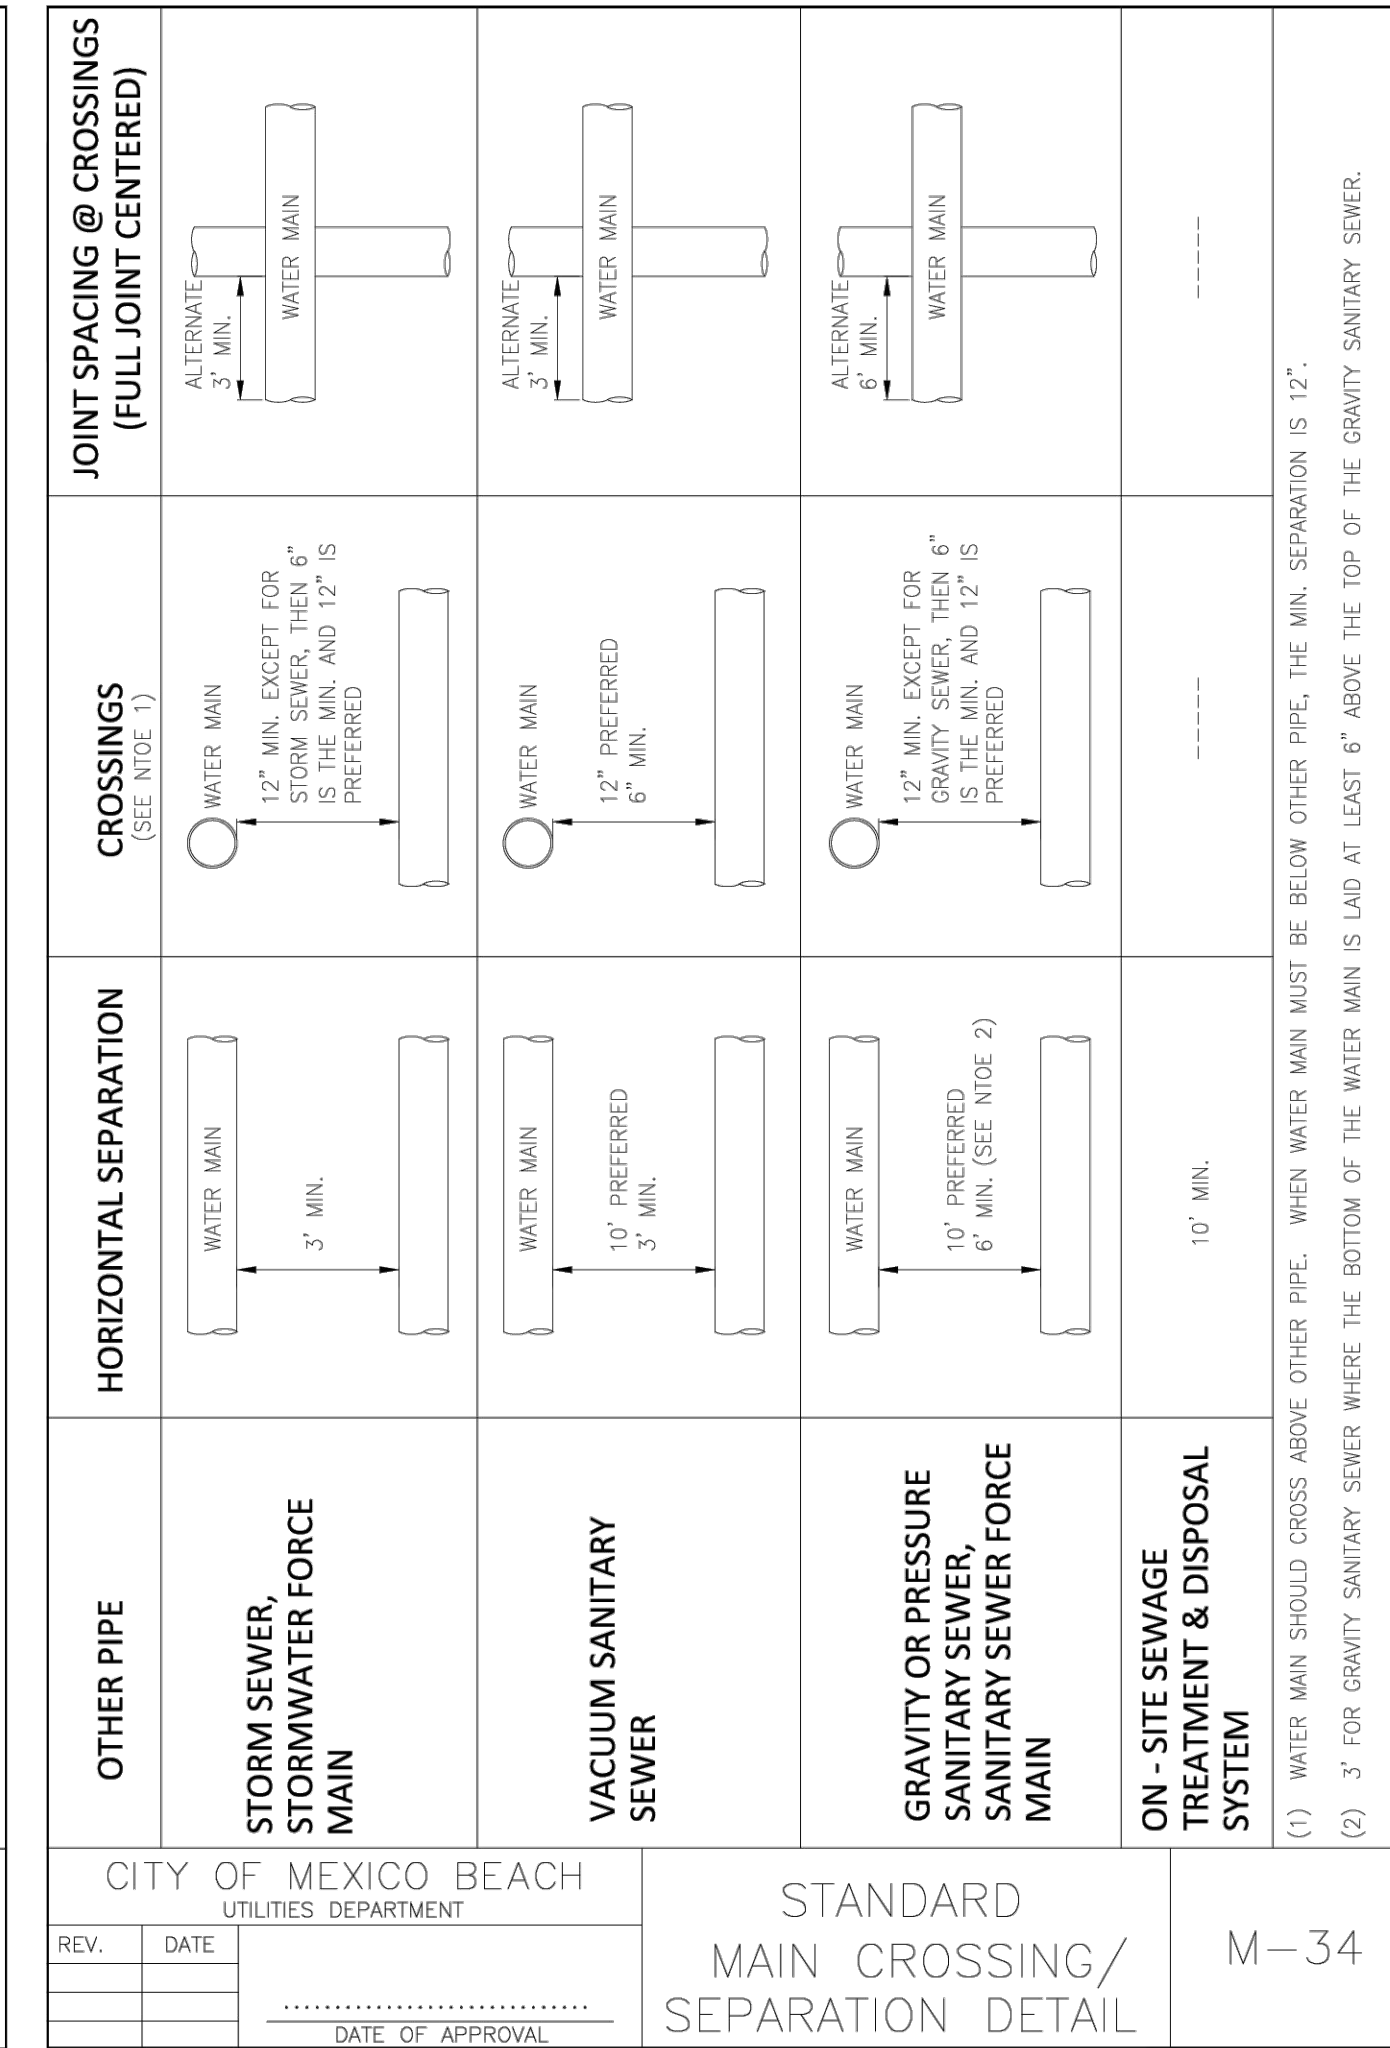 OTHER PIPE
HORIZONTAL SEPARATION
CROSSINGS
(SEE NTOE 1)
JOINT SPACING @ CROSSINGS
(FULL JOINT CENTERED)
STORM SEWER,
STORMWATER FORCE
MAIN
WATER MAIN
3' MIN.
WATER MAIN
12" MIN. EXCEPT FOR
STORM SEWER, THEN 6"
IS THE MIN. AND 12" IS
PREFERRED
ALTERNATE
3' MIN.
WATER MAIN
VACUUM SANITARY
SEWER
WATER MAIN
10' PREFERRED
3' MIN.
WATER MAIN
12" PREFERRED
6" MIN.
ALTERNATE
3' MIN.
WATER MAIN
GRAVITY OR PRESSURE
SANITARY SEWER,
SANITARY SEWER FORCE
MAIN
WATER MAIN
10' PREFERRED
6' MIN. (SEE NTOE 2)
WATER MAIN
12" MIN. EXCEPT FOR
GRAVITY SEWER, THEN 6"
IS THE MIN. AND 12" IS
PREFERRED
ALTERNATE
6' MIN.
WATER MAIN
ON - SITE SEWAGE
TREATMENT & DISPOSAL
SYSTEM
10' MIN.
-----
-----
(1) WATER MAIN SHOULD CROSS ABOVE OTHER PIPE. WHEN WATER MAIN MUST BE BELOW OTHER PIPE, THE MIN. SEPARATION IS 12".
(2) 3' FOR GRAVITY SANITARY SEWER WHERE THE BOTTOM OF THE WATER MAIN IS LAID AT LEAST 6" ABOVE THE TOP OF THE GRAVITY SANITARY SEWER.
CITY OF MEXICO BEACH
UTILITIES DEPARTMENT
REV. DATE
DATE OF APPROVAL
STANDARD
MAIN CROSSING/
SEPARATION DETAIL
M-34